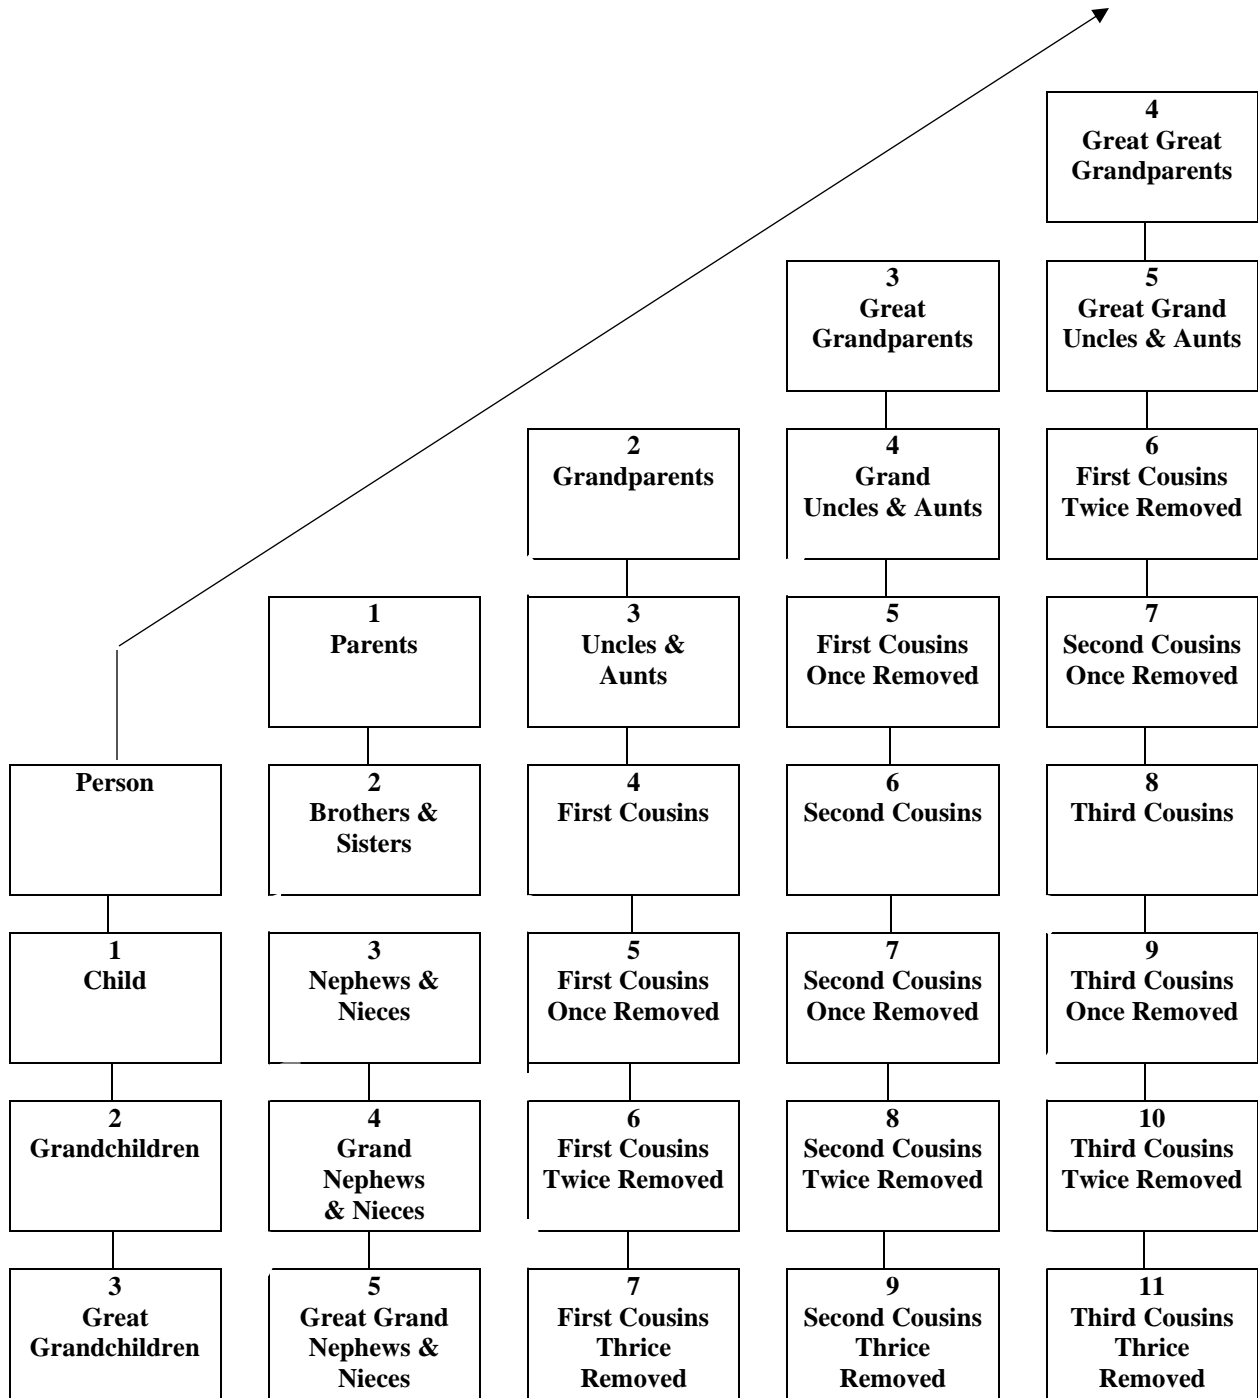 4
Great Great
Grandparents
3
Great
Grandparents
5
Great Grand
Uncles & Aunts
2
Grandparents
4
Grand
Uncles & Aunts
6
First Cousins
Twice Removed
1
Parents
3
Uncles &
Aunts
5
First Cousins
Once Removed
7
Second Cousins
Once Removed
Person
2
Brothers &
Sisters
4
First Cousins
6
Second Cousins
8
Third Cousins
1
Child
3
Nephews &
Nieces
5
First Cousins
Once Removed
7
Second Cousins
Once Removed
9
Third Cousins
Once Removed
2
Grandchildren
4
Grand
Nephews
& Nieces
6
First Cousins
Twice Removed
8
Second Cousins
Twice Removed
10
Third Cousins
Twice Removed
3
Great
Grandchildren
5
Great Grand
Nephews &
Nieces
7
First Cousins
Thrice
Removed
9
Second Cousins
Thrice
Removed
11
Third Cousins
Thrice
Removed